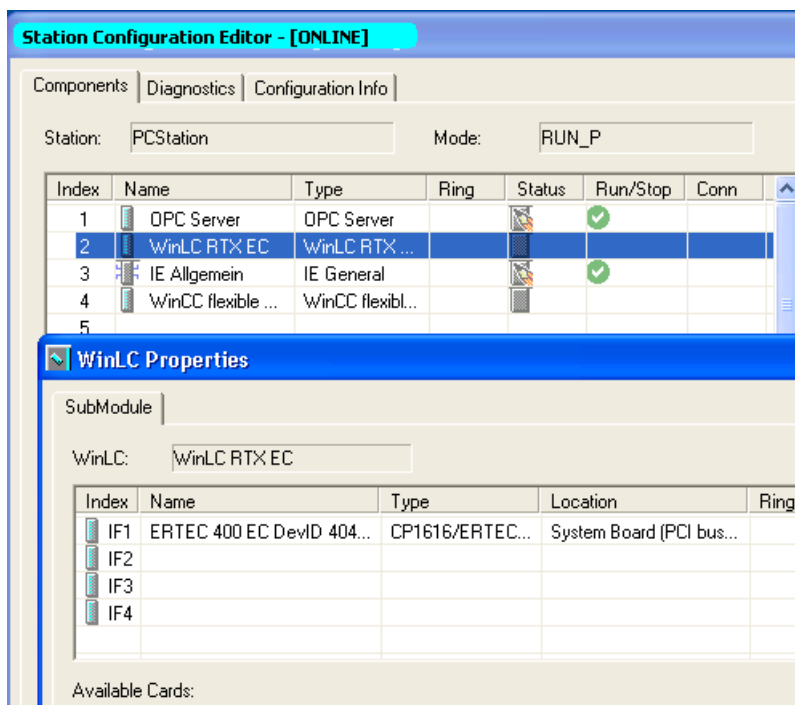 Station Configuration Editor - [ONLINE]
Components Diagnostics Configuration Info
Station: PCStation Mode: RUN_P
Index Name Type Ring Status Run/Stop Conn
1 OPC Server OPC Server
2 WinLC RTX EC WinLC RTX ...
3 IE Allgemein IE General
4 WinCC flexible ... WinCC flexibl...
5
WinLC Properties
SubModule
WinLC: WinLC RTX EC
Index Name Type Location Ring
IF1 ERTEC 400 EC DevID 404... CP1616/ERTEC... System Board (PCI bus...
IF2
IF3
IF4
Available Cards: